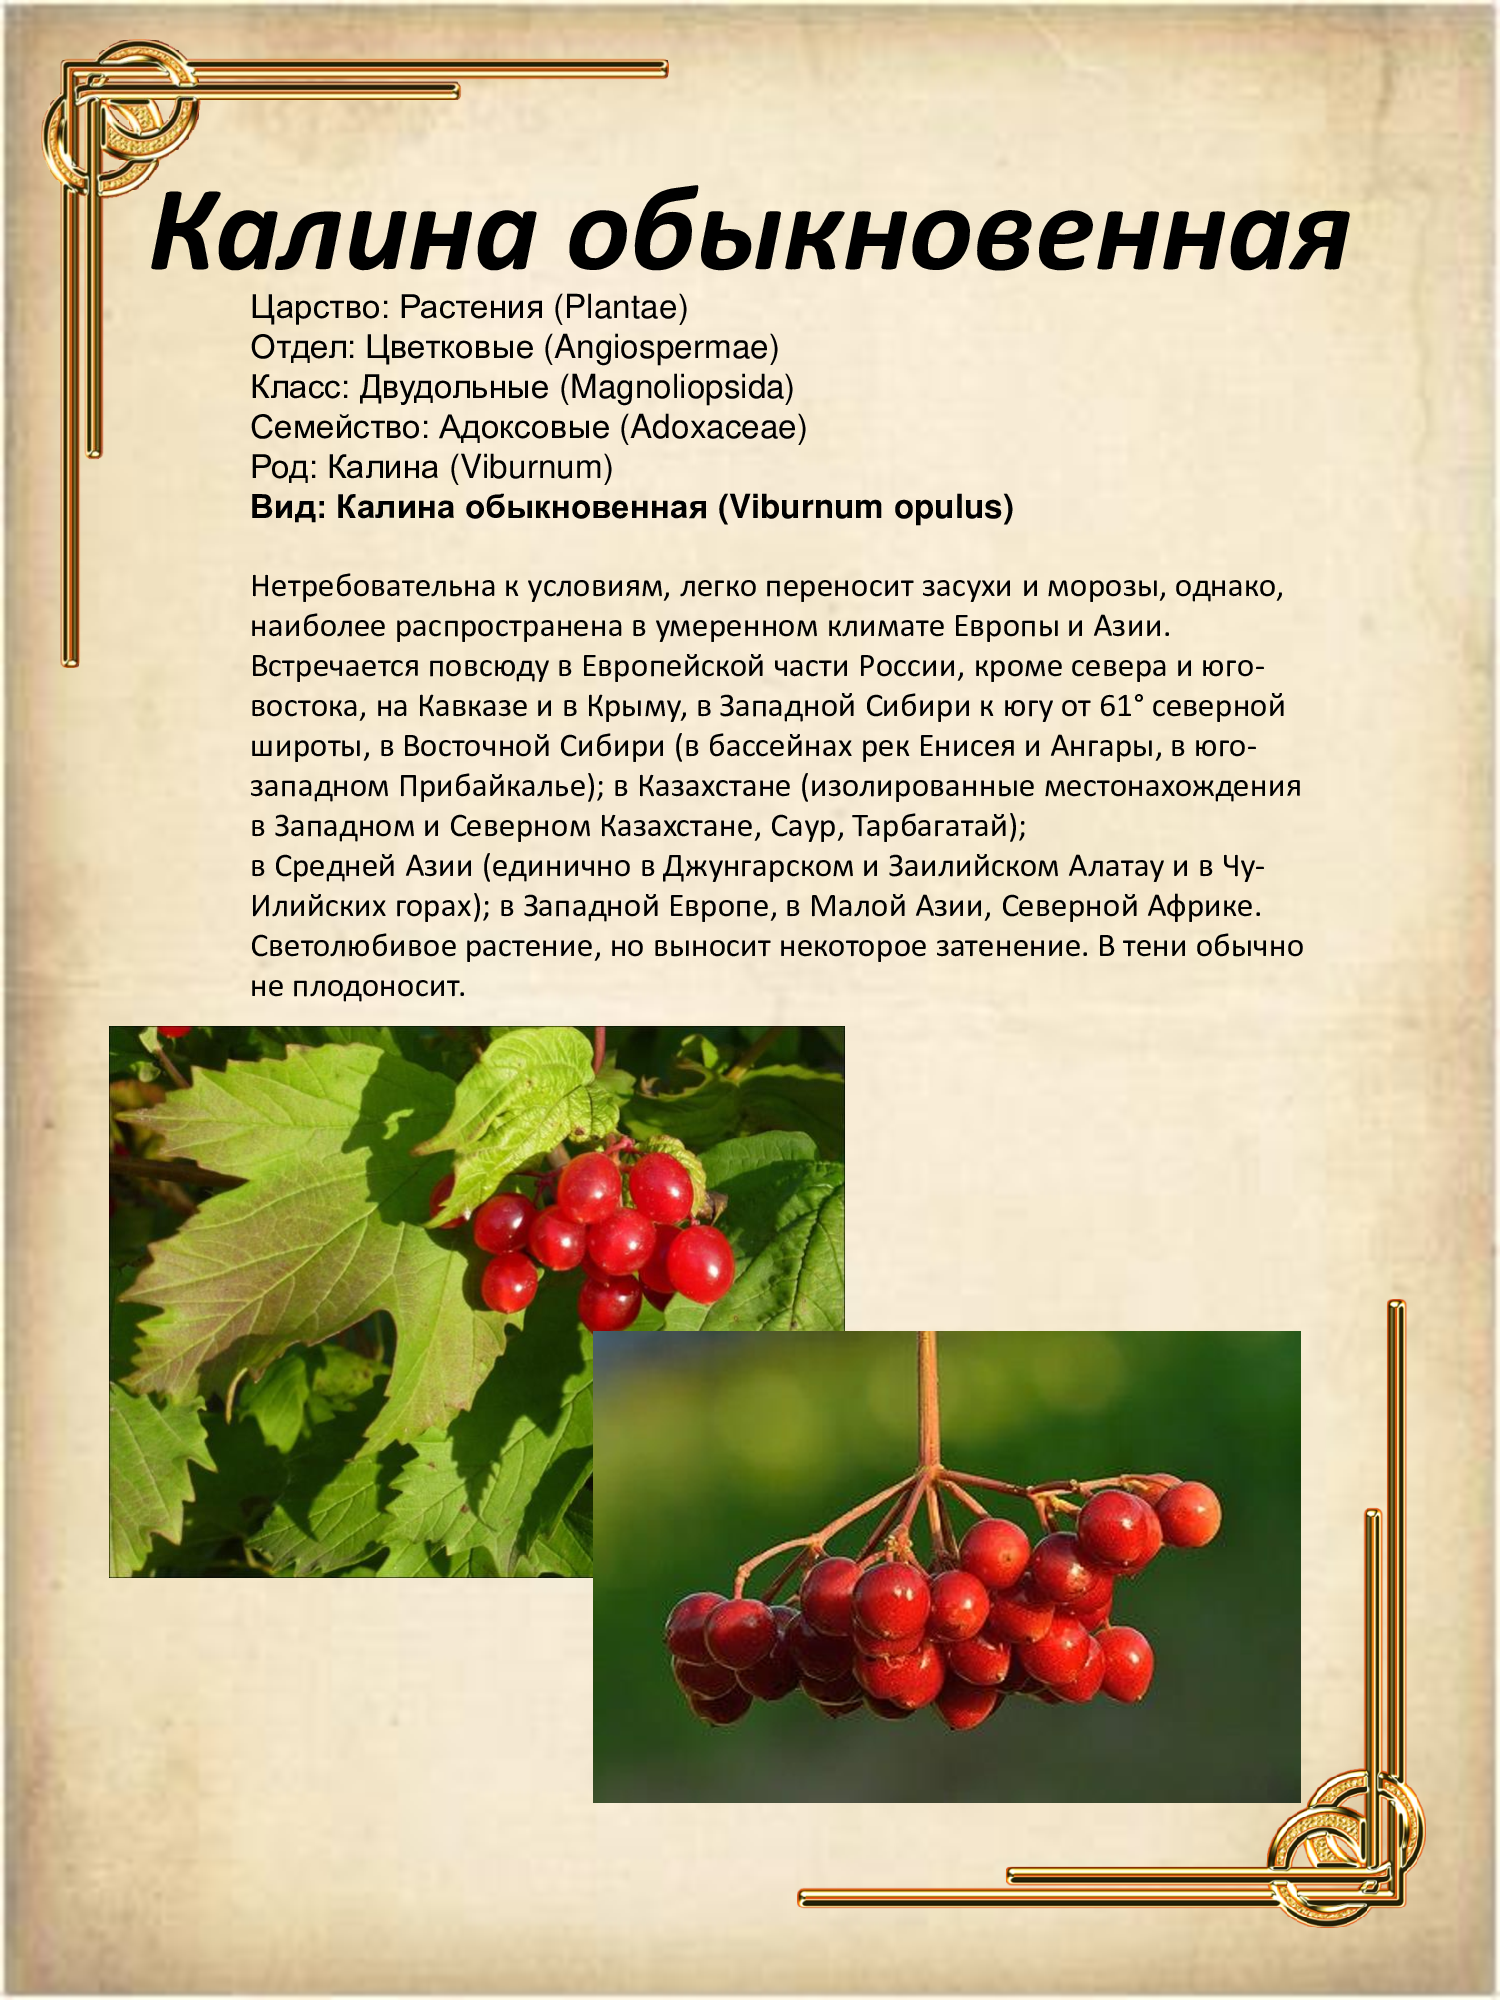 Калина обыкновенная
Царство: Растения (Plantae)
Отдел: Цветковые (Angiospermae)
Класс: Двудольные (Magnoliopsida)
Семейство: Адоксовые (Adoxaceae)
Род: Калина (Viburnum)
Вид: Калина обыкновенная (Viburnum opulus)
Нетребовательна к условиям, легко переносит засухи и морозы, однако,
наиболее распространена в умеренном климате Европы и Азии.
Встречается повсюду в Европейской части России, кроме севера и юго-
востока, на Кавказе и в Крыму, в Западной Сибири к югу от 61° северной
широты, в Восточной Сибири (в бассейнах рек Енисея и Ангары, в юго-
западном Прибайкалье); в Казахстане (изолированные местонахождения
в Западном и Северном Казахстане, Саур, Тарбагатай);
в Средней Азии (единично в Джунгарском и Заилийском Алатау и в Чу-
Илийских горах); в Западной Европе, в Малой Азии, Северной Африке.
Светолюбивое растение, но выносит некоторое затенение. В тени обычно
не плодоносит.